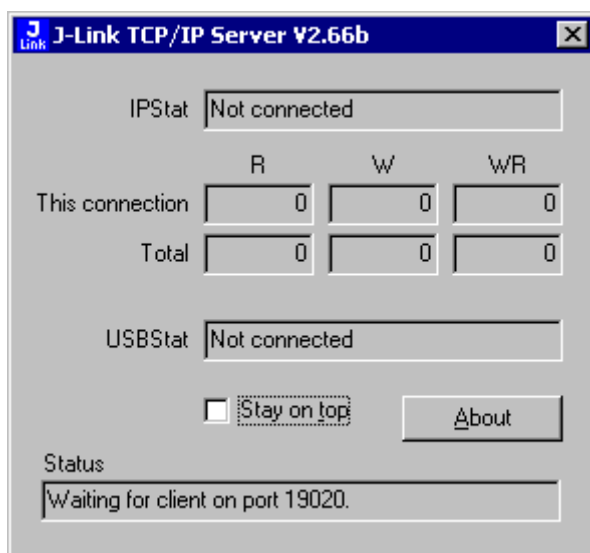 J Link J-Link TCP/IP Server V2.66b
IPStat Not connected
R W WR
This connection 0 0 0
Total 0 0 0
USBStat Not connected
Stay on top About
Status
Waiting for client on port 19020.